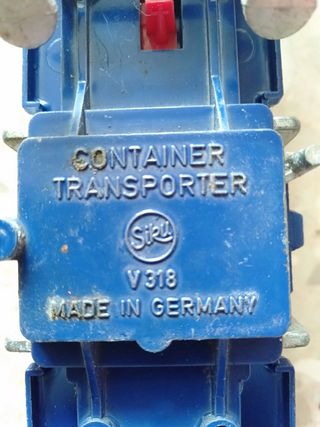 CONTAINER
TRANSPORTER
Siku
V 318
MADE IN GERMANY